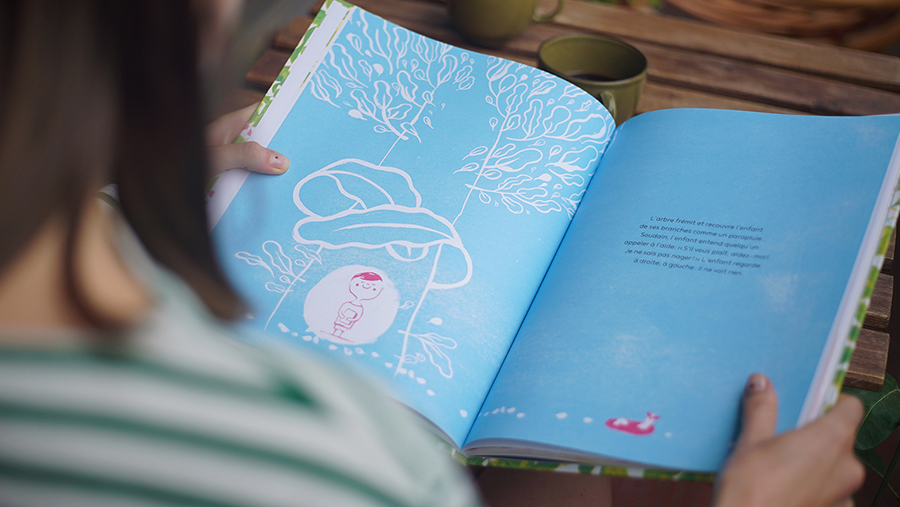 L'arbre frémit et recouvre l'enfant
de ses branches comme un parapluie.
Soudain, l'enfant entend quelqu'un
appeler à l'aide. « S'il vous plaît, aidez-moi!
Je ne sais pas nager! » L'enfant regarde
à droite, à gauche. Il ne voit rien.